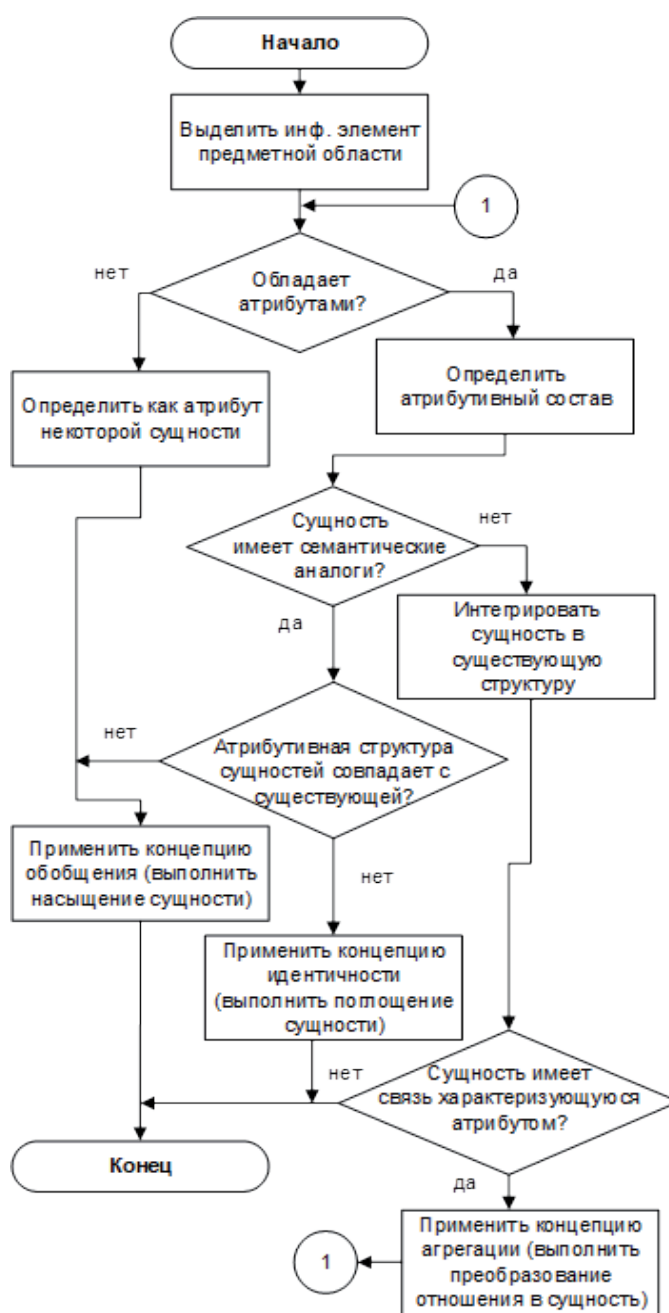 Начало
Выделить инф. элемент
предметной области
1
нет
да
Обладает
атрибутами?
Определить как атрибут
некоторой сущности
Определить
атрибутивный состав
Сущность
имеет семантические
аналоги?
нет
да
Интегрировать
сущность в
существующую
структуру
нет
Атрибутивная структура
сущностей совпадает с
существующей?
Применить концепцию
обобщения (выполнить
насыщение сущности)
нет
Применить концепцию
идентичности
(выполнить поглощение
сущности)
нет
Сущность имеет
связь характеризующуюся
атрибутом?
Конец
да
Применить концепцию
агрегации (выполнить
преобразование
отношения в сущность)
1